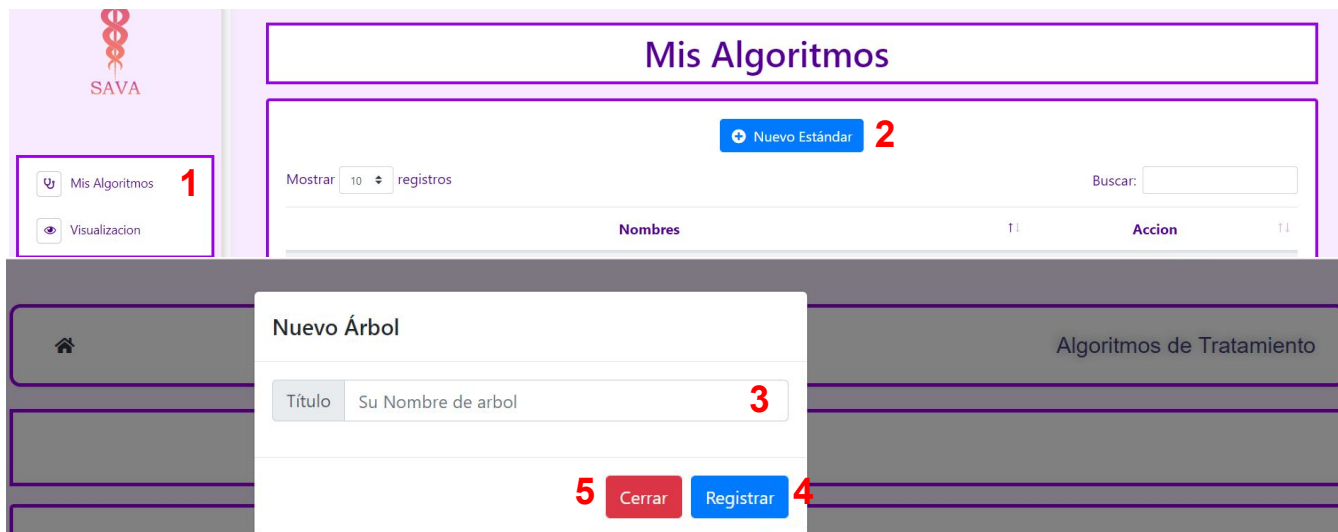 SAVA
Mis Algoritmos
Nuevo Estándar 2
Mis Algoritmos 1
Mostrar 10 registros Buscar:
Visualizacion
Nombres Accion
Nuevo Árbol
Algoritmos de Tratamiento
Título Su Nombre de arbol 3
5 Cerrar Registrar 4